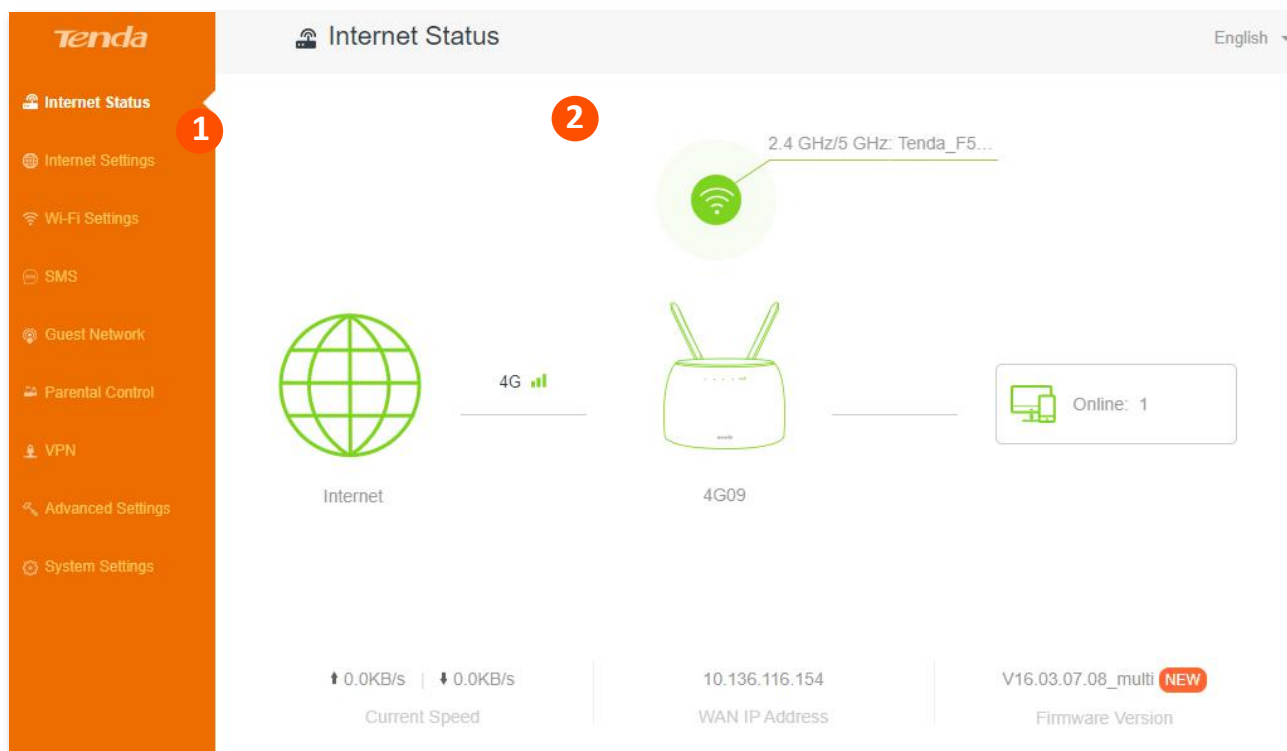 Tenda
Internet Status
English
Internet Status
1
2
2.4 GHz/5 GHz: Tenda_F5...
Internet Settings
Wi-Fi Settings
SMS
Guest Network
Parental Control
VPN
Advanced Settings
System Settings
4G
Online: 1
Internet
4G09
0.0KB/s | 0.0KB/s
Current Speed
10.136.116.154
WAN IP Address
V16.03.07.08_multi NEW
Firmware Version